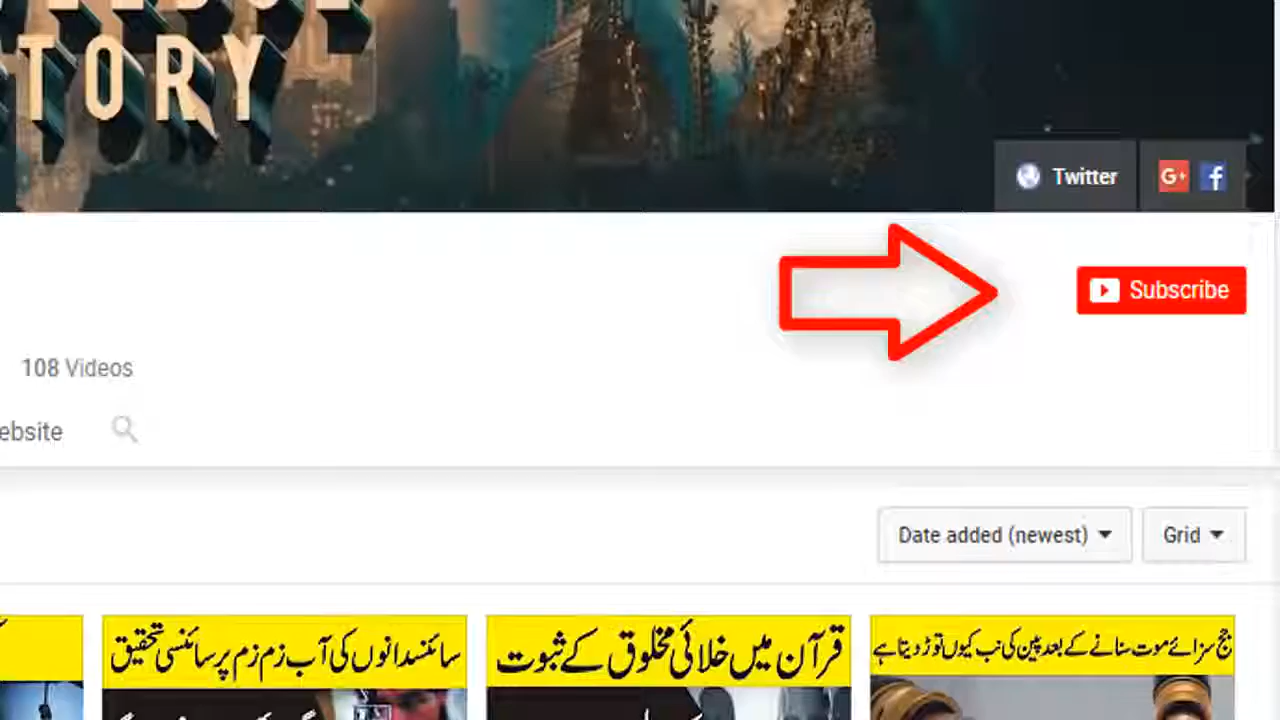 TORY
Twitter
Subscribe
108 Videos
ebsite
Date added (newest)
Grid
سائنسدانوں کی آب زم زم پر سائنسی تحقیق
قرآن میں خلائی مخلوق کے ثبوت
جج سزائے موت سنانے کے بعد پین کی نب کیوں توڑ دیتا ہے